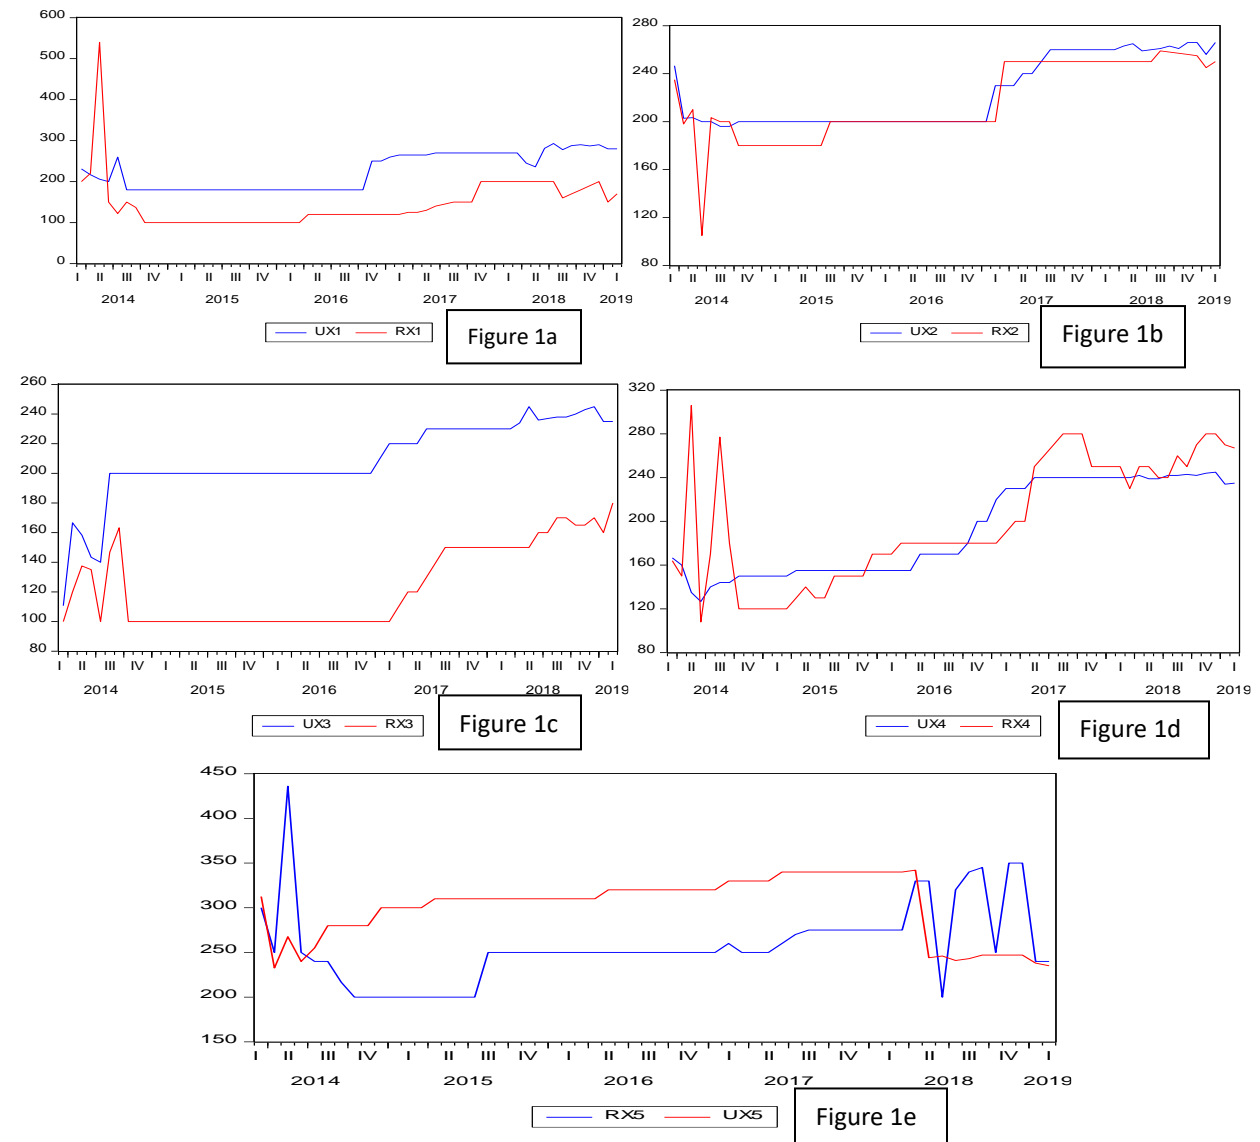 600
500
400
300
200
100
0
I II III IV I II III IV I II III IV I II III IV I II III IV I
2014 2015 2016 2017 2018 2019
UX1 RX1
Figure 1a
280
240
200
160
120
80
I II III IV I II III IV I II III IV I II III IV I II III IV I
2014 2015 2016 2017 2018 2019
UX2 RX2
Figure 1b
260
240
220
200
180
160
140
120
100
80
I II III IV I II III IV I II III IV I II III IV I II III IV I
2014 2015 2016 2017 2018 2019
UX3 RX3
Figure 1c
320
280
240
200
160
120
80
I II III IV I II III IV I II III IV I II III IV I II III IV I
2014 2015 2016 2017 2018 2019
UX4 RX4
Figure 1d
450
400
350
300
250
200
150
I II III IV I II III IV I II III IV I II III IV I II III IV I
2014 2015 2016 2017 2018 2019
RX5 UX5
Figure 1e